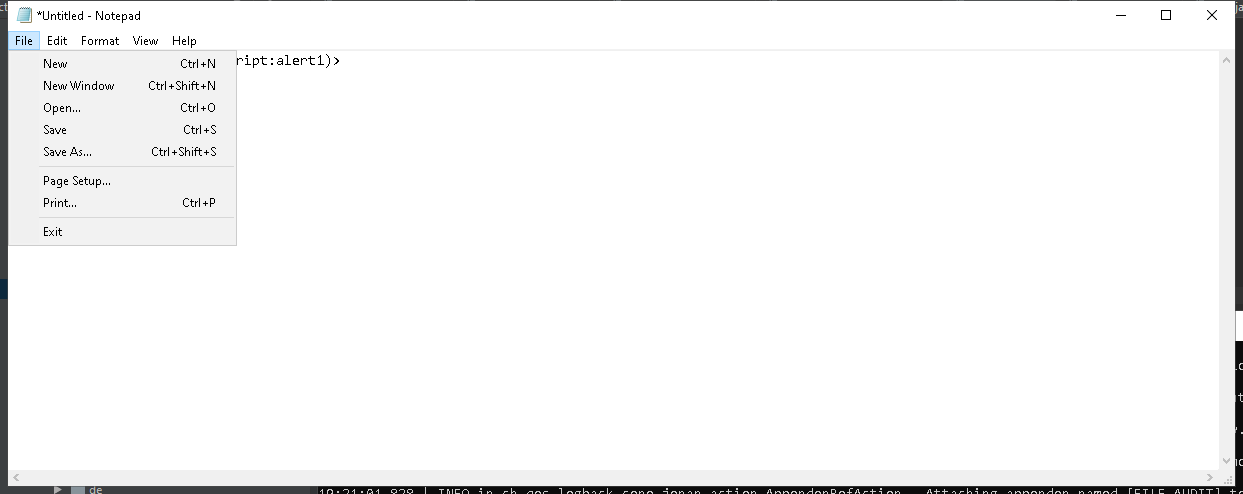 *Untitled - Notepad
File Edit Format View Help
ript:alert1)>
New Ctrl+N
New Window Ctrl+Shift+N
Open... Ctrl+O
Save Ctrl+S
Save As... Ctrl+Shift+S
Page Setup... 
Print... Ctrl+P
Exit
de
19:21:01.828 | INFO in ch.qos.logback.core.joran.action.AppenderRefAction - Attaching appender named [FILE_AUDIT] t